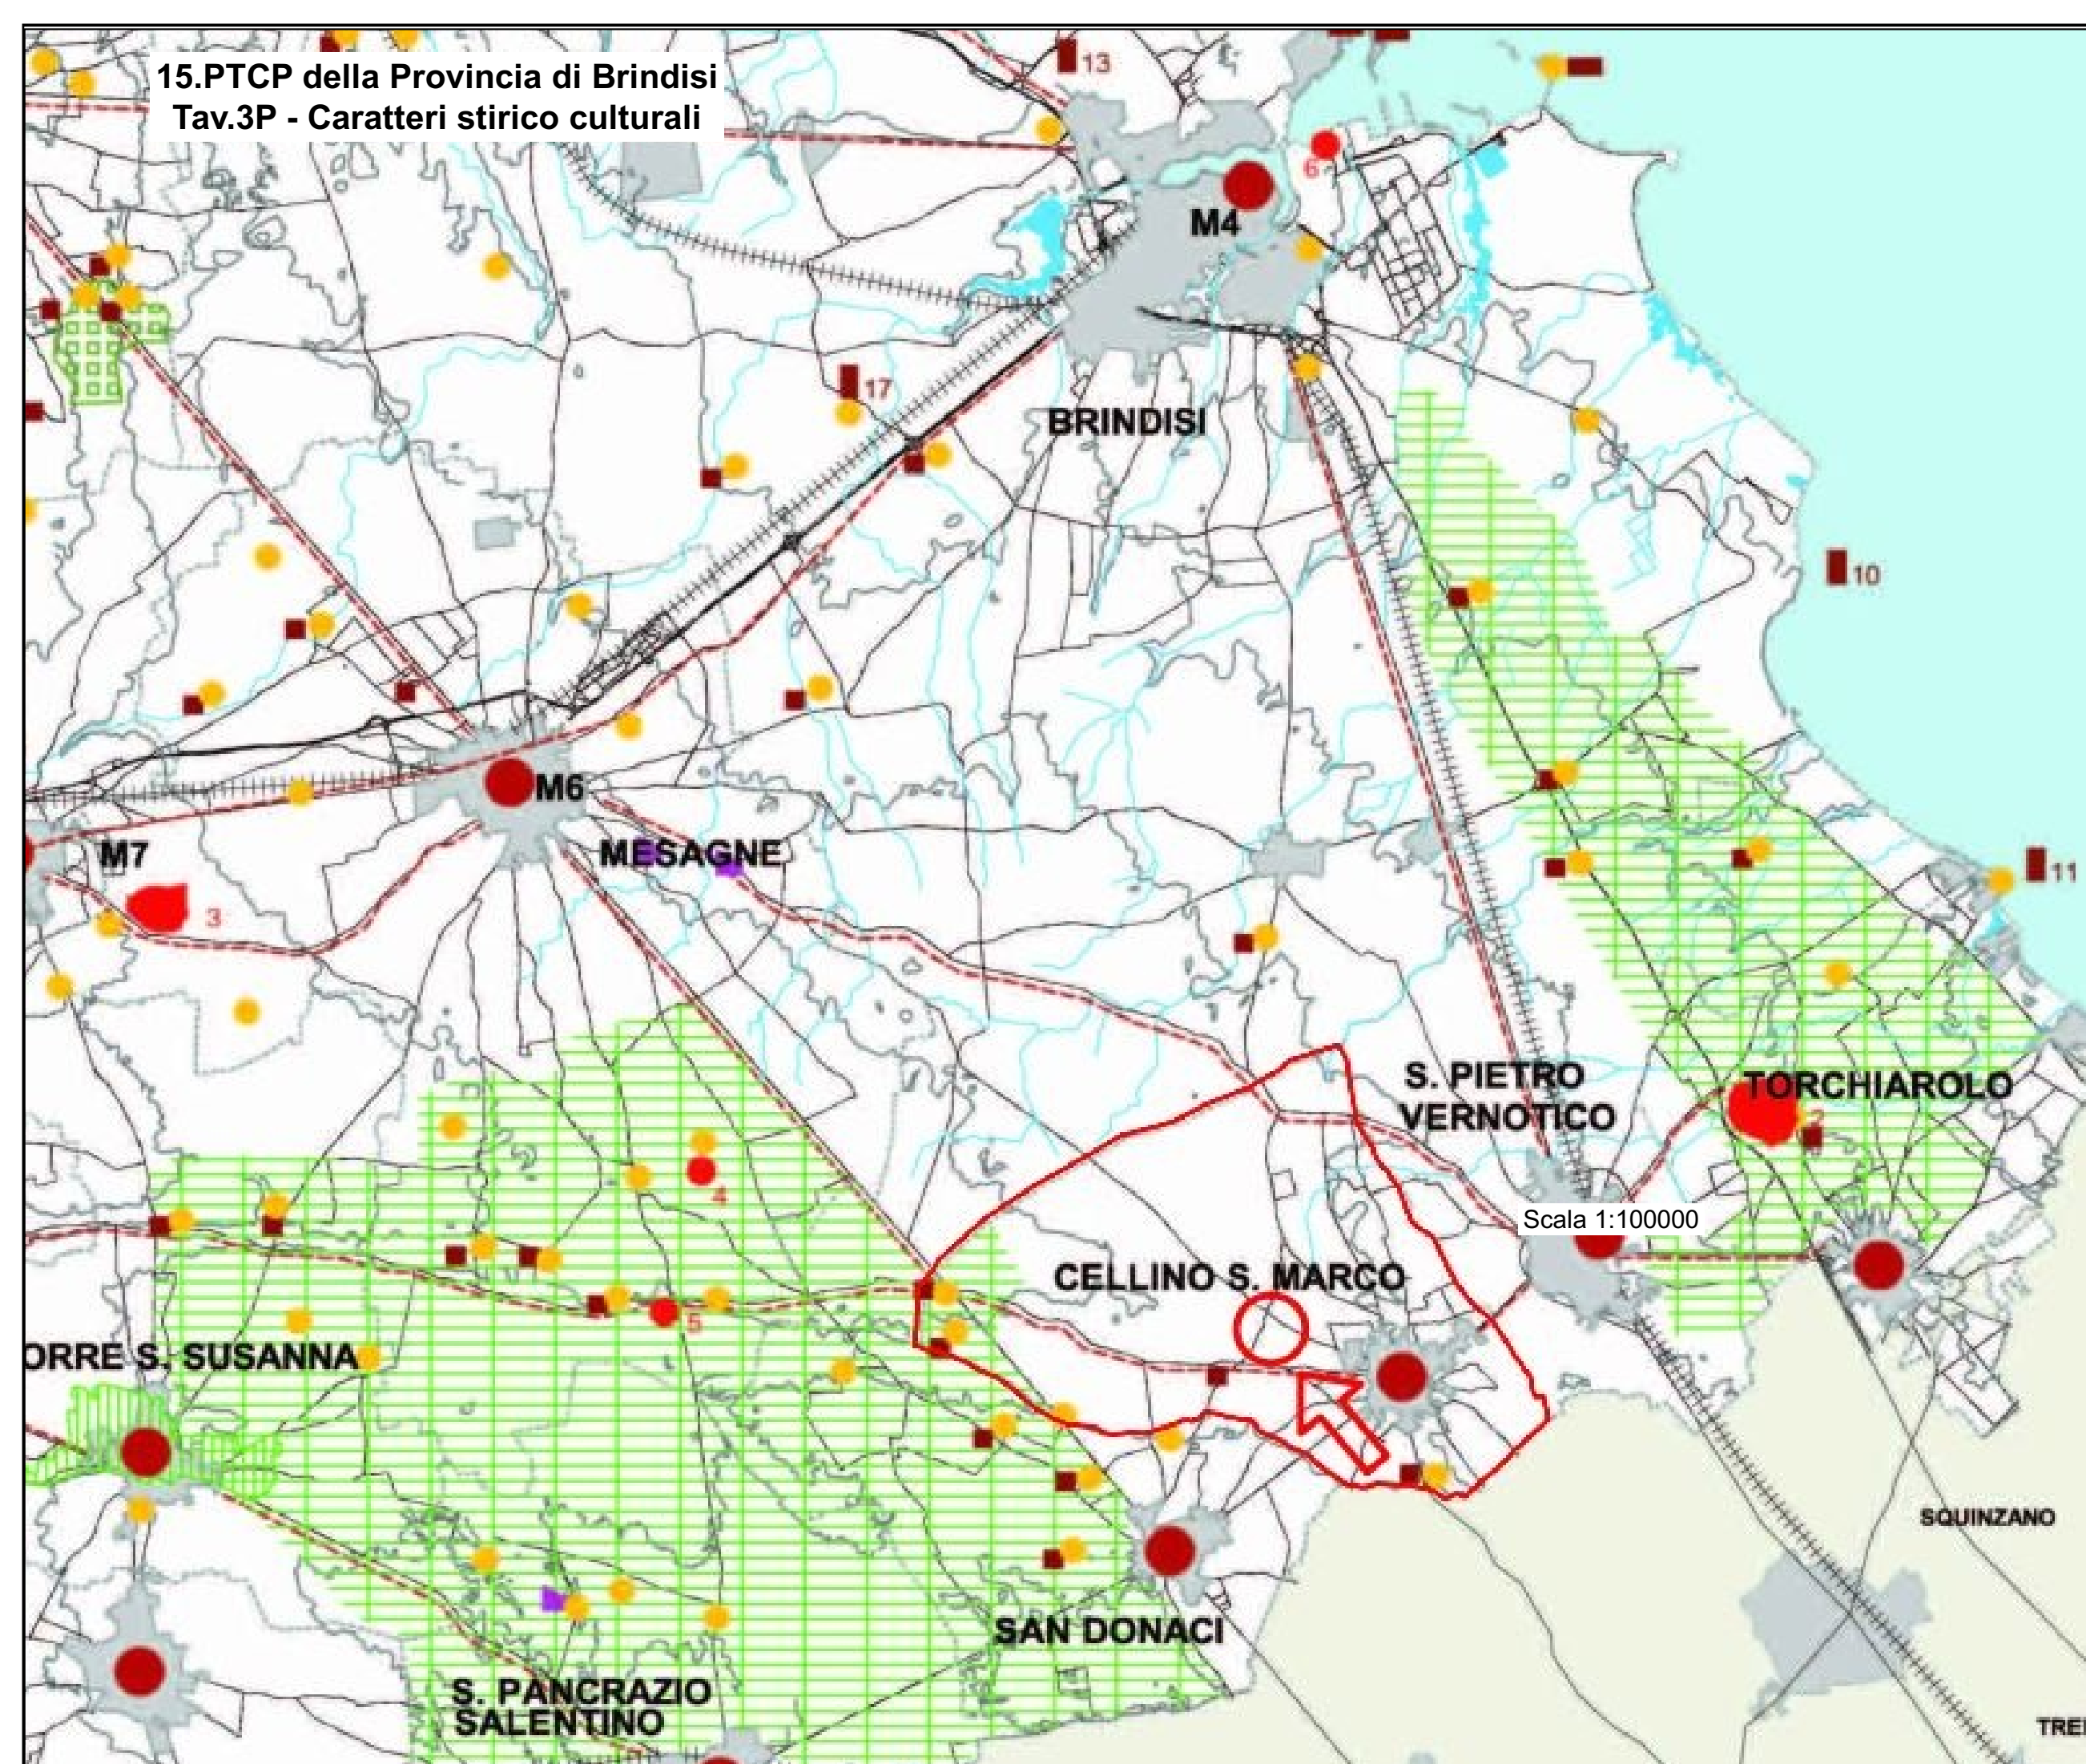 15.PTCP della Provincia di Brindisi
Tav.3P - Caratteri stirico culturali
13
6
M4
17
BRINDISI
10
M6
MESAGNE
M7
3
11
S. PIETRO
VERNOTICO
TORCHIAROLO
2
4
Scala 1:100000
CELLINO S. MARCO
5
ORRE S. SUSANNA
SQUINZANO
SAN DONACI
S. PANCRAZIO
SALENTINO
TRE